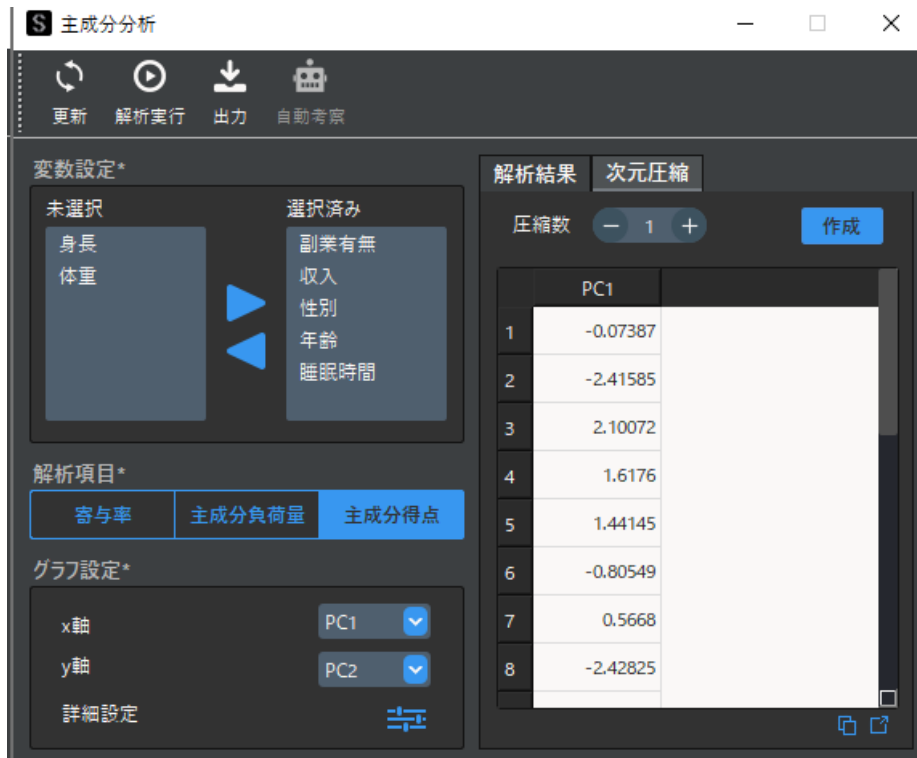 S 主成分分析
更新 解析実行 出力 自動考察
変数設定*
未選択 選択済み
身長
体重
副業有無
収入
性別
年齢
睡眠時間
解析項目*
寄与率 主成分負荷量 主成分得点
グラフ設定*
x軸 PC1
y軸 PC2
詳細設定
解析結果 次元圧縮
圧縮数 － 1 + 作成
PC1
1 -0.07387
2 -2.41585
3 2.10072
4 1.6176
5 1.44145
6 -0.80549
7 0.5668
8 -2.42825